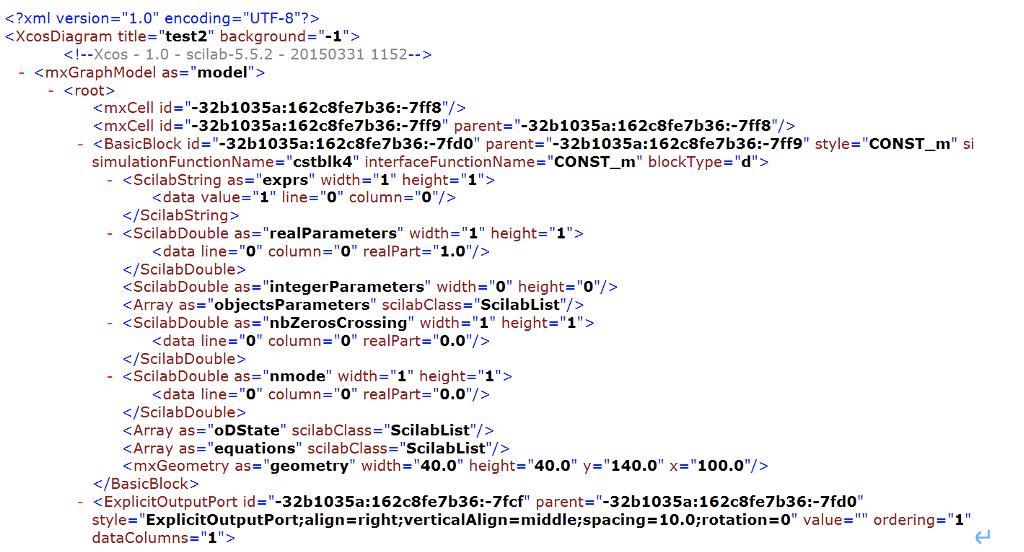 <?xml version="1.0" encoding="UTF-8"?>
<XcosDiagram title="test2" background="-1">
<!--Xcos - 1.0 - scilab-5.5.2 - 20150331 1152-->
- <mxGraphModel as="model">
- <root>
<mxCell id="-32b1035a:162c8fe7b36:-7ff8"/>
<mxCell id="-32b1035a:162c8fe7b36:-7ff9" parent="-32b1035a:162c8fe7b36:-7ff8"/>
- <BasicBlock id="-32b1035a:162c8fe7b36:-7fd0" parent="-32b1035a:162c8fe7b36:-7ff9" style="CONST_m" si
simulationFunctionName="cstblk4" interfaceFunctionName="CONST_m" blockType="d">
- <ScilabString as="exprs" width="1" height="1">
<data value="1" line="0" column="0"/>
</ScilabString>
- <ScilabDouble as="realParameters" width="1" height="1">
<data line="0" column="0" realPart="1.0"/>
</ScilabDouble>
<ScilabDouble as="integerParameters" width="0" height="0"/>
<Array as="objectsParameters" scilabClass="ScilabList"/>
- <ScilabDouble as="nbZerosCrossing" width="1" height="1">
<data line="0" column="0" realPart="0.0"/>
</ScilabDouble>
- <ScilabDouble as="nmode" width="1" height="1">
<data line="0" column="0" realPart="0.0"/>
</ScilabDouble>
<Array as="oDState" scilabClass="ScilabList"/>
<Array as="equations" scilabClass="ScilabList"/>
<mxGeometry as="geometry" width="40.0" height="40.0" y="140.0" x="100.0"/>
</BasicBlock>
- <ExplicitOutputPort id="-32b1035a:162c8fe7b36:-7fcf" parent="-32b1035a:162c8fe7b36:-7fd0"
style="ExplicitOutputPort;align=right;verticalAlign=middle;spacing=10.0;rotation=0" value="" ordering="1"
dataColumns="1">